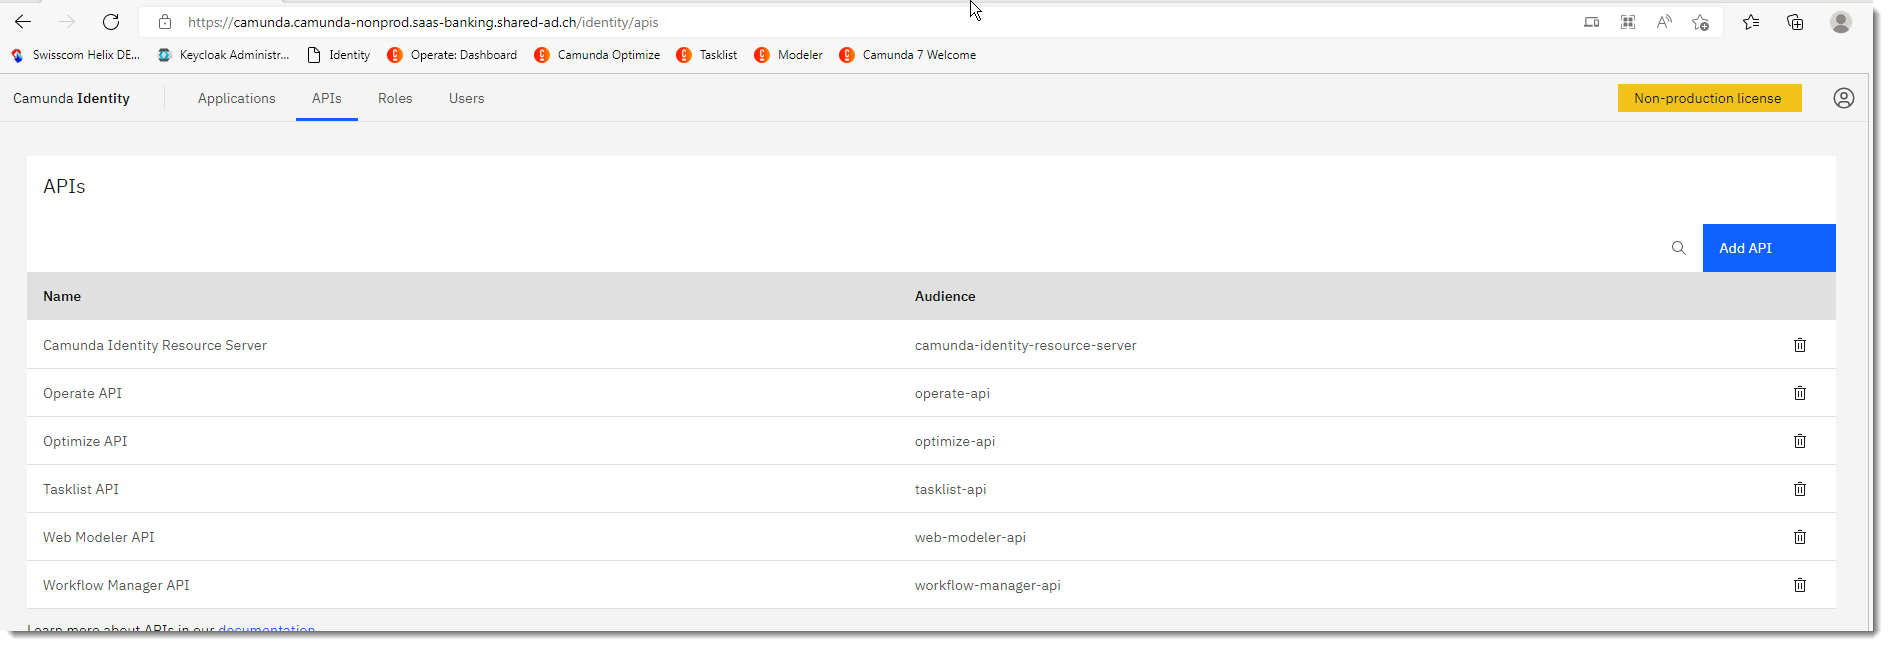 https://camunda.camunda-nonprod.saas-banking.shared-ad.ch/identity/apis
Swisscom Helix DE... Keycloak Administr... Identity Operate: Dashboard Camunda Optimize Tasklist Modeler Camunda 7 Welcome
Camunda Identity Applications APIs Roles Users Non-production license
APIs
Add API
Name Audience
Camunda Identity Resource Server camunda-identity-resource-server
Operate API operate-api
Optimize API optimize-api
Tasklist API tasklist-api
Web Modeler API web-modeler-api
Workflow Manager API workflow-manager-api
Learn more about APIs in our documentation